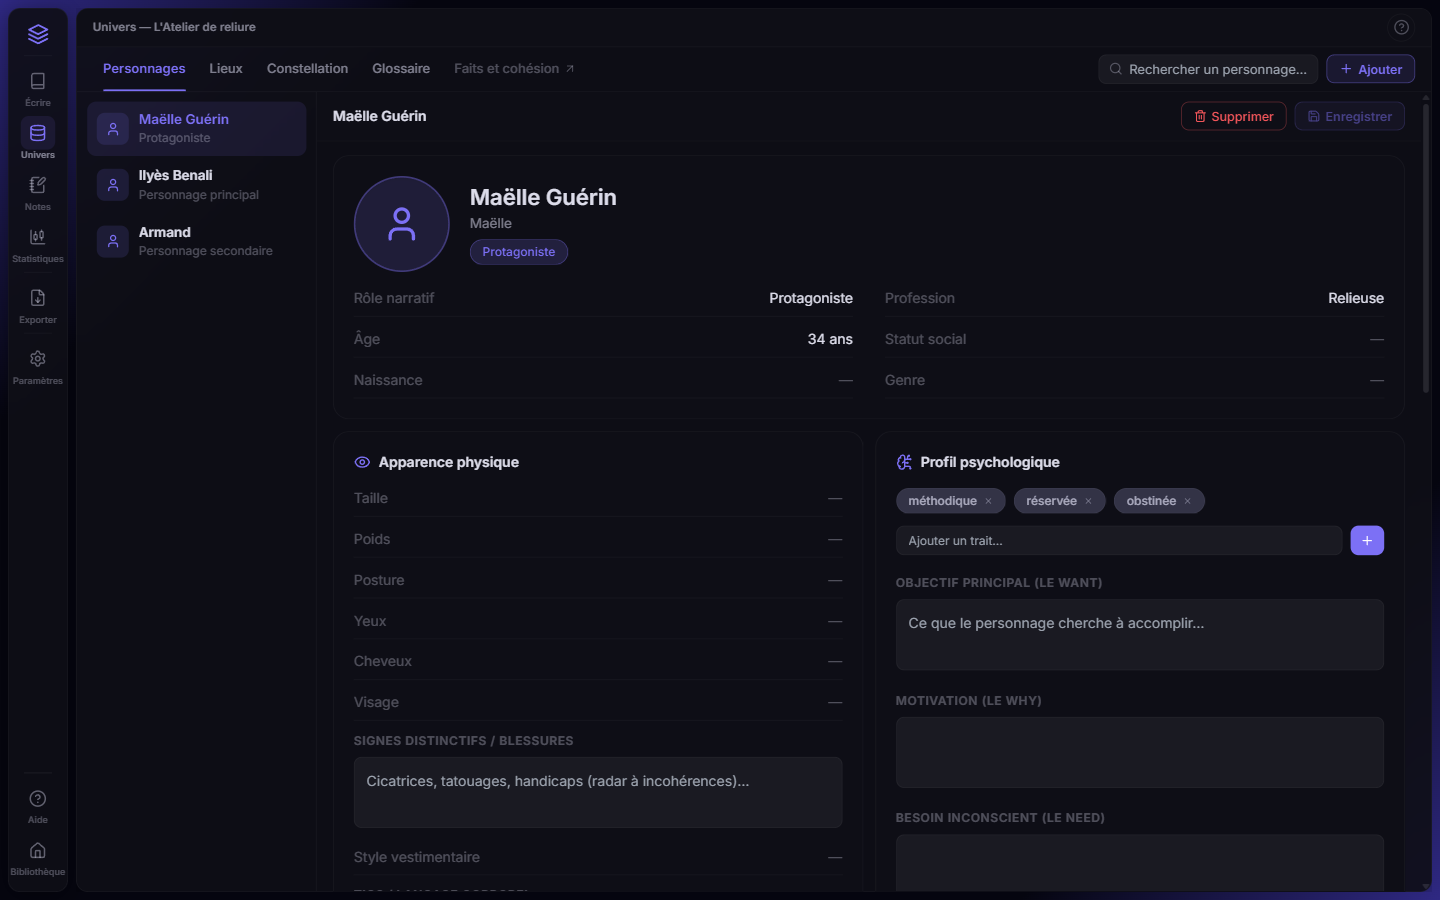 Univers — L'Atelier de reliure
Écrire
Univers
Notes
Statistiques
Exporter
Paramètres
Aide
Bibliothèque
Personnages
Lieux
Constellation
Glossaire
Faits et cohésion
Rechercher un personnage...
Ajouter
Maëlle Guérin
Protagoniste
Ilyès Benali
Personnage principal
Armand
Personnage secondaire
Maëlle Guérin
Supprimer
Enregistrer
Maëlle Guérin
Maëlle
Protagoniste
Rôle narratif Protagoniste
Profession Relieuse
Âge 34 ans
Statut social —
Naissance —
Genre —
Apparence physique
Taille —
Poids —
Posture —
Yeux —
Cheveux —
Visage —
SIGNES DISTINCTIFS / BLESSURES
Cicatrices, tatouages, handicaps (radar à incohérences)...
Style vestimentaire —
Profil psychologique
méthodique ×
réservée ×
obstinée ×
Ajouter un trait...
OBJECTIF PRINCIPAL (LE WANT)
Ce que le personnage cherche à accomplir...
MOTIVATION (LE WHY)
BESOIN INCONSCIENT (LE NEED)